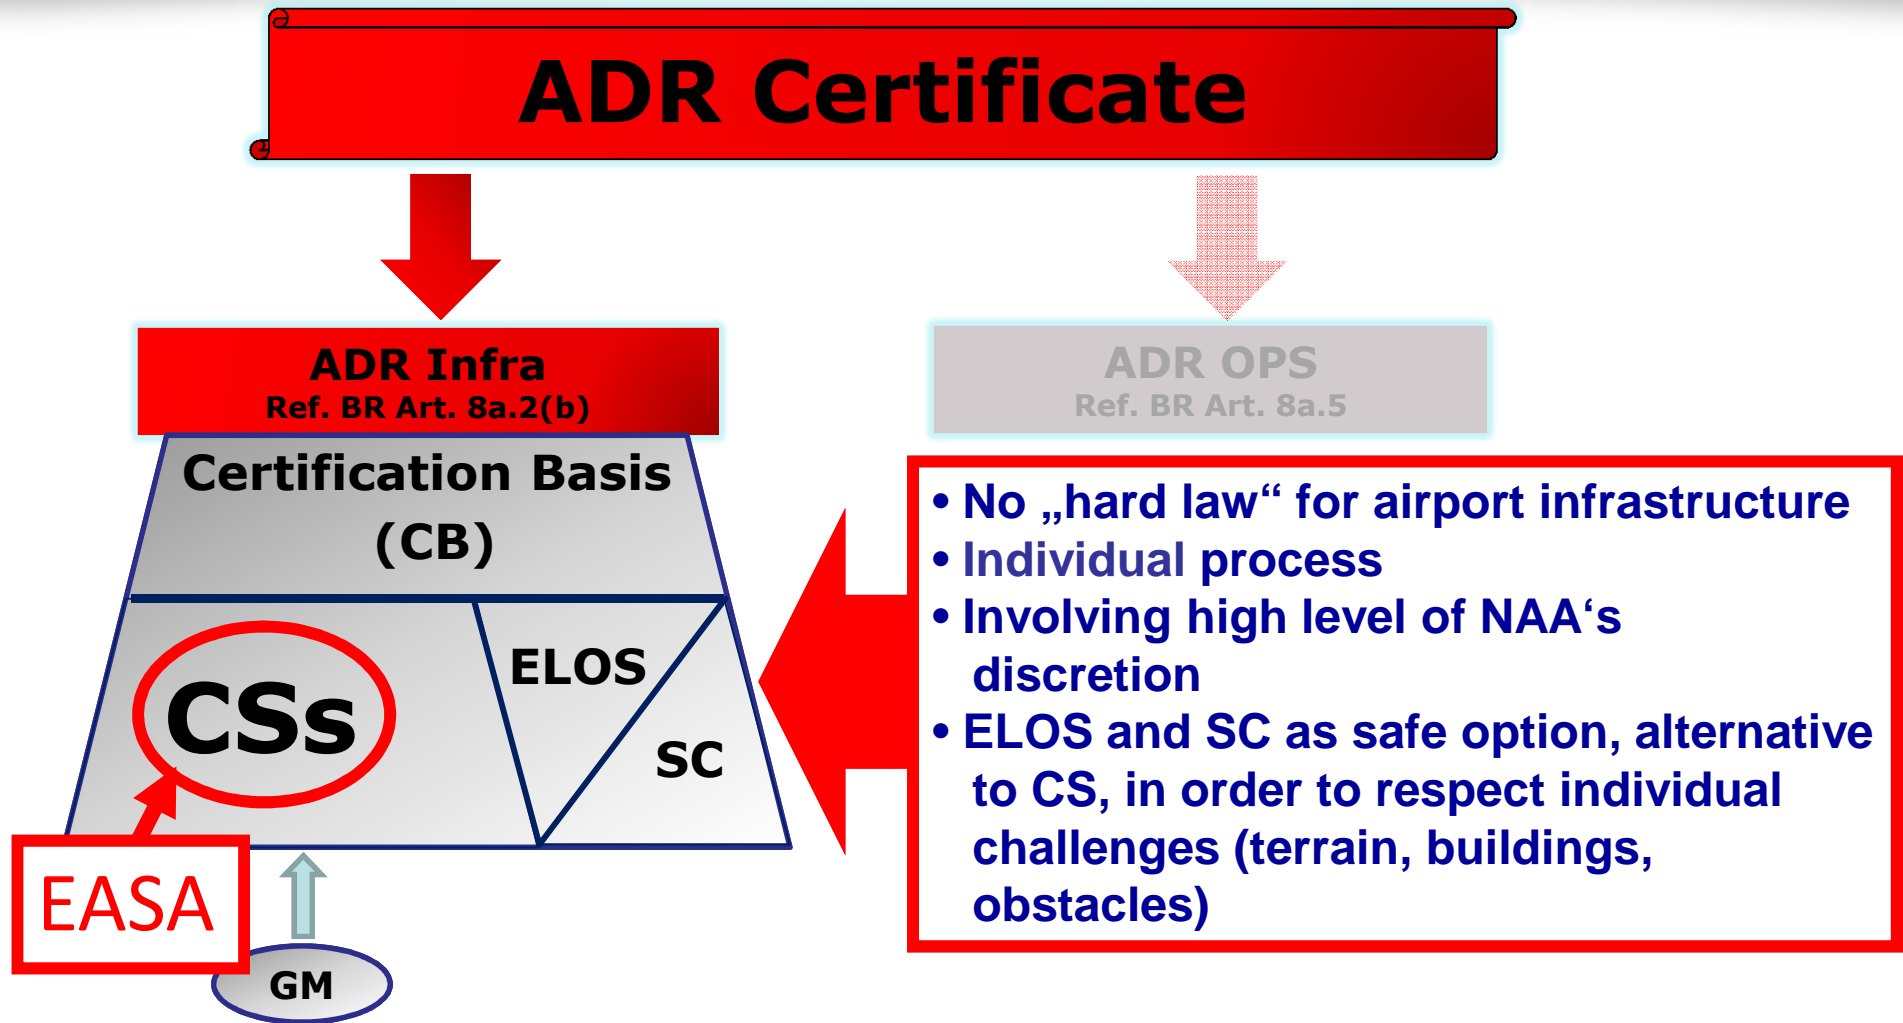 ADR Certificate
ADR Infra
Ref. BR Art. 8a.2(b)
ADR OPS
Ref. BR Art. 8a.5
Certification Basis
(CB)
CSs
ELOS
SC
EASA
GM
• No „hard law“ for airport infrastructure
• Individual process
• Involving high level of NAA‘s
discretion
• ELOS and SC as safe option, alternative
to CS, in order to respect individual
challenges (terrain, buildings,
obstacles)